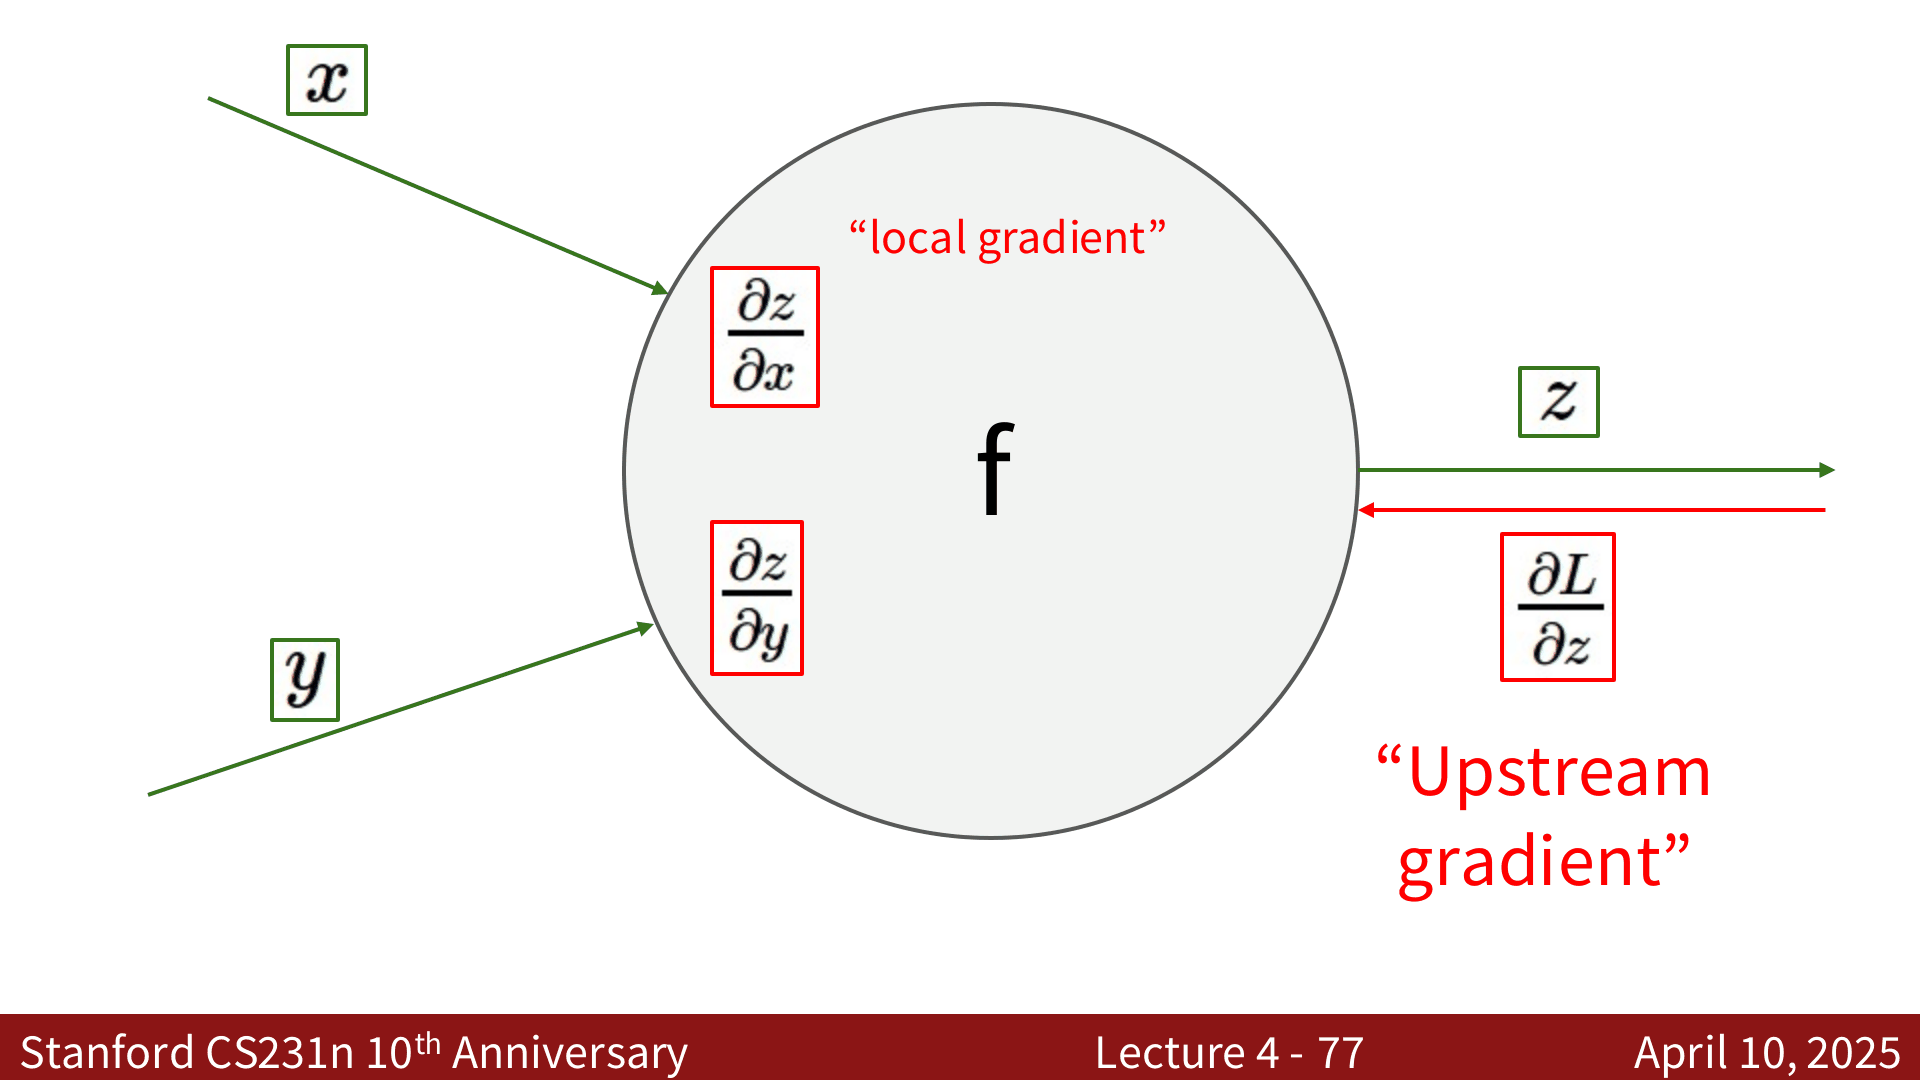 x
“local gradient”
∂z
∂x
z
f
∂z
∂y
∂L
∂z
y
“Upstream
gradient”
Stanford CS231n 10th Anniversary
Lecture 4 - 77
April 10, 2025